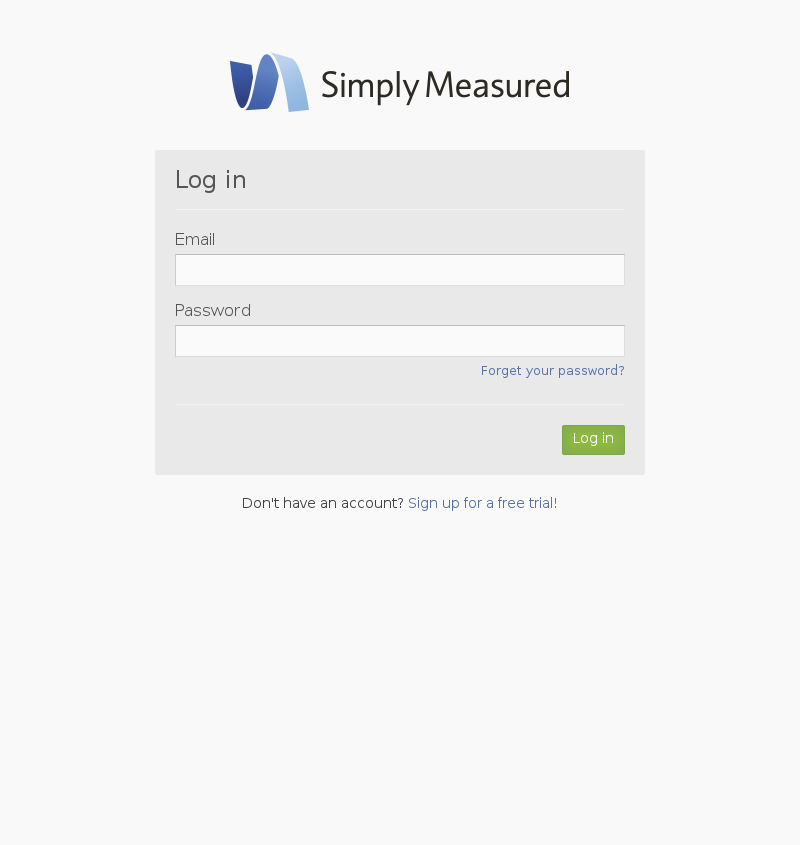 Simply Measured
Log in
Email
Password
Forget your password?
Log in
Don't have an account? Sign up for a free trial!